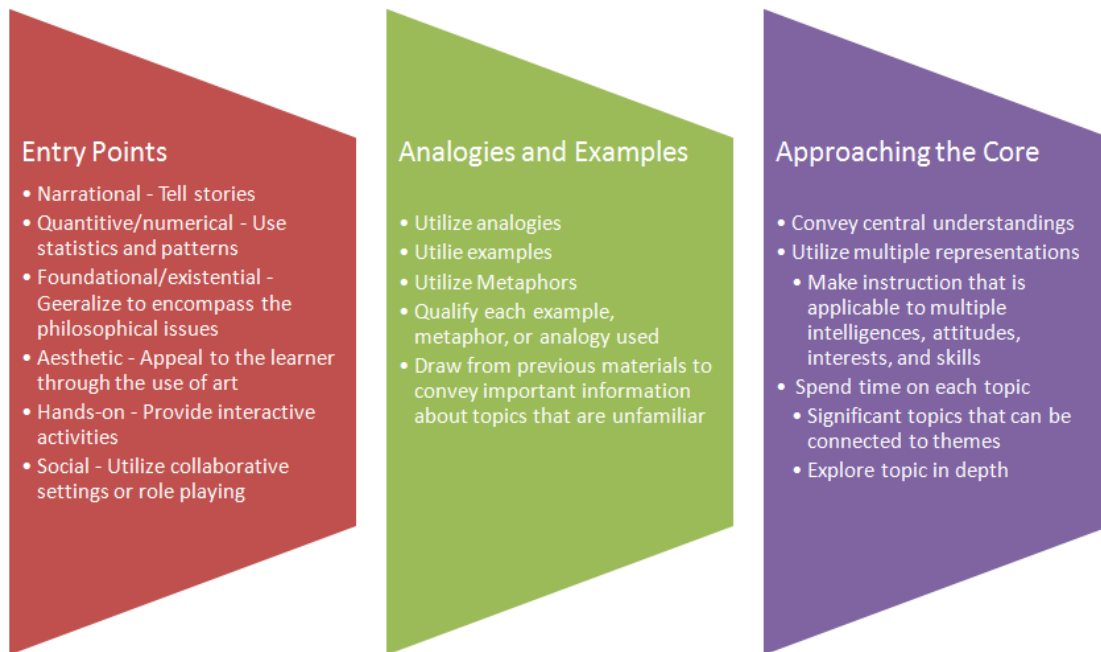 Entry Points
• Narrational - Tell stories
• Quantitive/numerical - Use
statistics and patterns
• Foundational/existential -
Geeralize to encompass the
philosophical issues
• Aesthetic - Appeal to the learner
through the use of art
• Hands-on - Provide interactive
activities
• Social - Utilize collaborative
settings or role playing
Analogies and Examples
• Utilize analogies
• Utilie examples
• Utilize Metaphors
• Qualify each example,
metaphor, or analogy used
• Draw from previous materials to
convey important information
about topics that are unfamiliar
Approaching the Core
• Convey central understandings
• Utilize multiple representations
• Make instruction that is
applicable to multiple
intelligences, attitudes,
interests, and skills
• Spend time on each topic
• Significant topics that can be
connected to themes
• Explore topic in depth